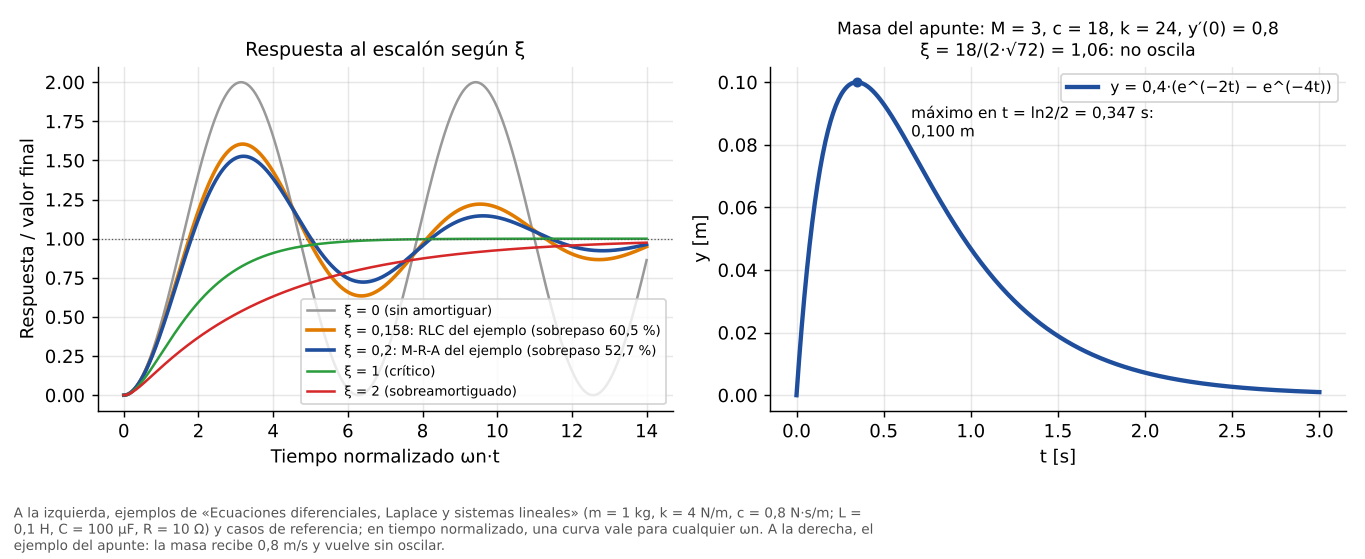 Respuesta al escalón según ξ
2.00
1.75
1.50
1.25
1.00
0.75
0.50
0.25
0.00
Respuesta / valor final
ξ = 0 (sin amortiguar)
ξ = 0,158: RLC del ejemplo (sobrepaso 60,5 %)
ξ = 0,2: M-R-A del ejemplo (sobrepaso 52,7 %)
ξ = 1 (crítico)
ξ = 2 (sobreamortiguado)
0 2 4 6 8 10 12 14
Tiempo normalizado ωn·t
Masa del apunte: M = 3, c = 18, k = 24, y′(0) = 0,8
ξ = 18/(2·√72) = 1,06: no oscila
0.10
0.08
0.06
0.04
0.02
0.00
y [m]
y = 0,4·(e^(−2t) − e^(−4t))
máximo en t = ln2/2 = 0,347 s:
0,100 m
0.0 0.5 1.0 1.5 2.0 2.5 3.0
t [s]
A la izquierda, ejemplos de «Ecuaciones diferenciales, Laplace y sistemas lineales» (m = 1 kg, k = 4 N/m, c = 0,8 N·s/m; L =
0,1 H, C = 100 µF, R = 10 Ω) y casos de referencia; en tiempo normalizado, una curva vale para cualquier ωn. A la derecha, el
ejemplo del apunte: la masa recibe 0,8 m/s y vuelve sin oscilar.